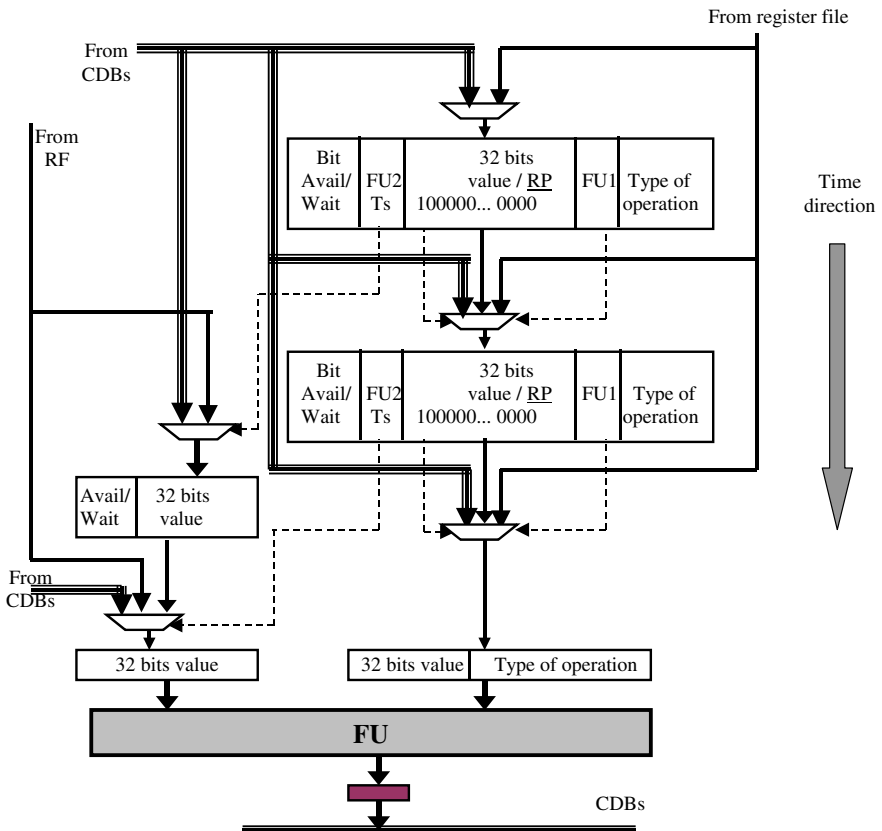 From register file
From
CDBs
From
RF
Bit
Avail/
Wait
FU2
Ts
32 bits
value / RP
100000... 0000
FU1
Type of
operation
Time
direction
Bit
Avail/
Wait
FU2
Ts
32 bits
value / RP
100000... 0000
FU1
Type of
operation
Avail/
Wait
32 bits
value
From
CDBs
32 bits value
32 bits value
Type of operation
FU
CDBs